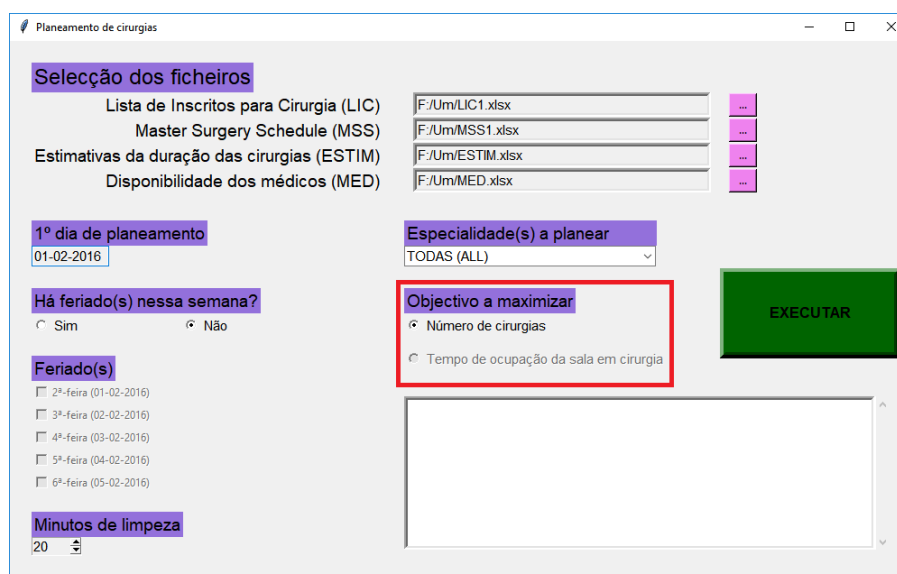 Planeamento de cirurgias
Selecção dos ficheiros
Lista de Inscritos para Cirurgia (LIC) F:/Um/LIC1.xlsx ...
Master Surgery Schedule (MSS) F:/Um/MSS1.xlsx ...
Estimativas da duração das cirurgias (ESTIM) F:/Um/ESTIM.xlsx ...
Disponibilidade dos médicos (MED) F:/Um/MED.xlsx ...
1º dia de planeamento
01-02-2016
Especialidade(s) a planear
TODAS (ALL)
Há feriado(s) nessa semana?
Sim Não
Objectivo a maximizar
Número de cirurgias
Tempo de ocupação da sala em cirurgia
EXECUTAR
Feriado(s)
2ª-feira (01-02-2016)
3ª-feira (02-02-2016)
4ª-feira (03-02-2016)
5ª-feira (04-02-2016)
6ª-feira (05-02-2016)
Minutos de limpeza
20